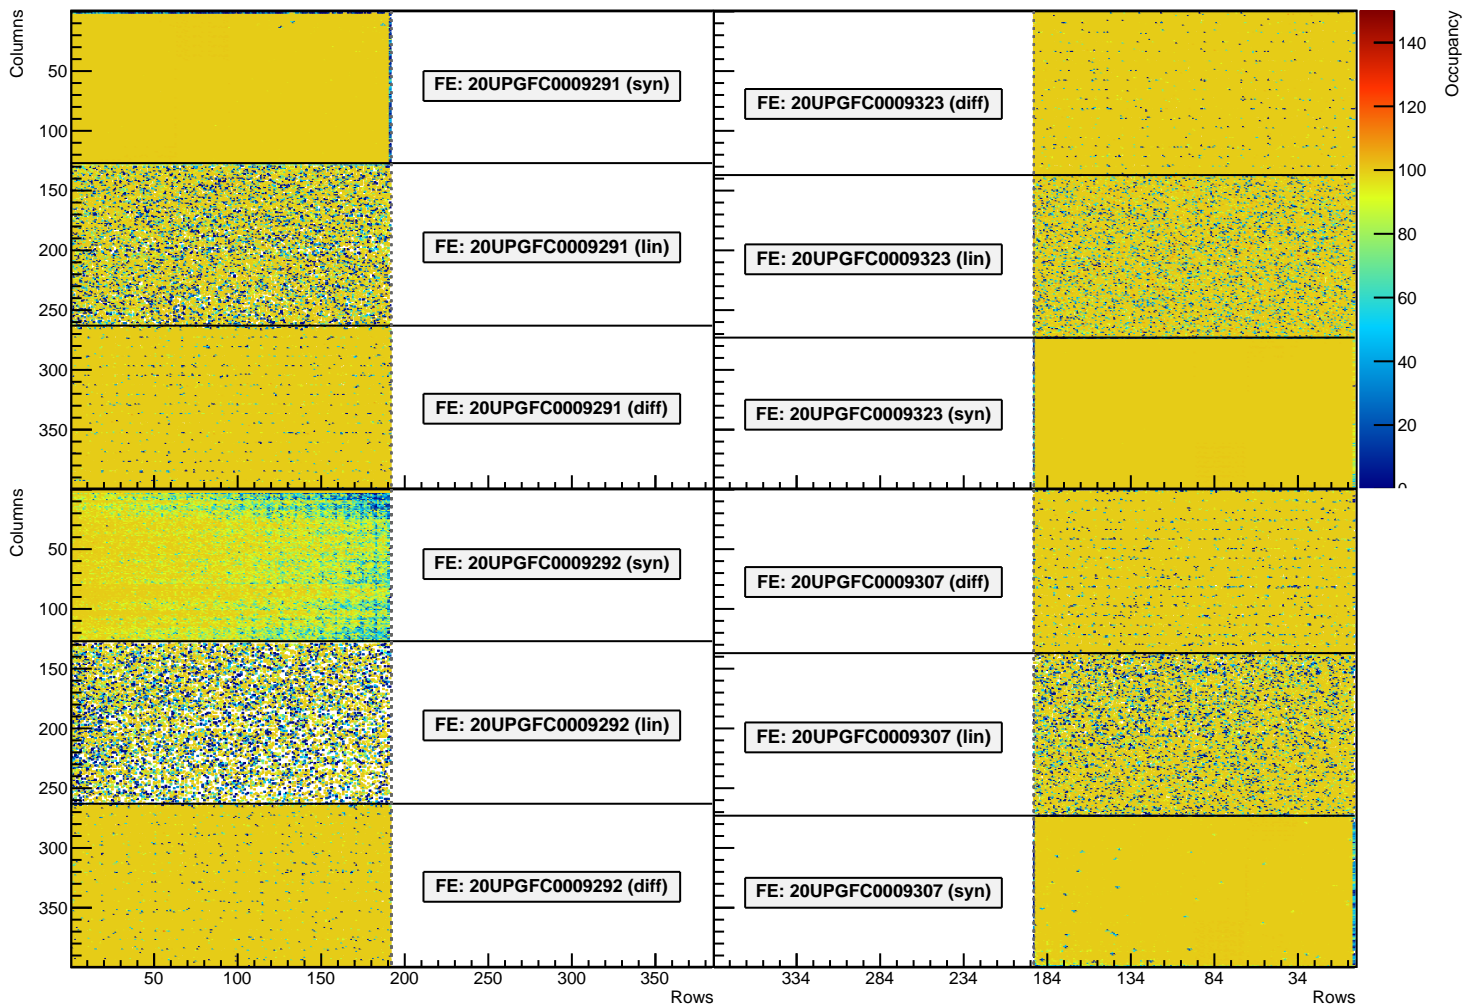 Columns
50
100
150
200
250
300
350
FE: 20UPGFC0009291 (syn)
FE: 20UPGFC0009291 (lin)
FE: 20UPGFC0009291 (diff)
FE: 20UPGFC0009323 (diff)
FE: 20UPGFC0009323 (lin)
FE: 20UPGFC0009323 (syn)
140
120
100
80
60
40
20
0
Occupancy
Columns
50
100
150
200
250
300
350
FE: 20UPGFC0009292 (syn)
FE: 20UPGFC0009292 (lin)
FE: 20UPGFC0009292 (diff)
FE: 20UPGFC0009307 (diff)
FE: 20UPGFC0009307 (lin)
FE: 20UPGFC0009307 (syn)
50 100 150 200 250 300 350
Rows
334 284 234 184 134 84 34
Rows